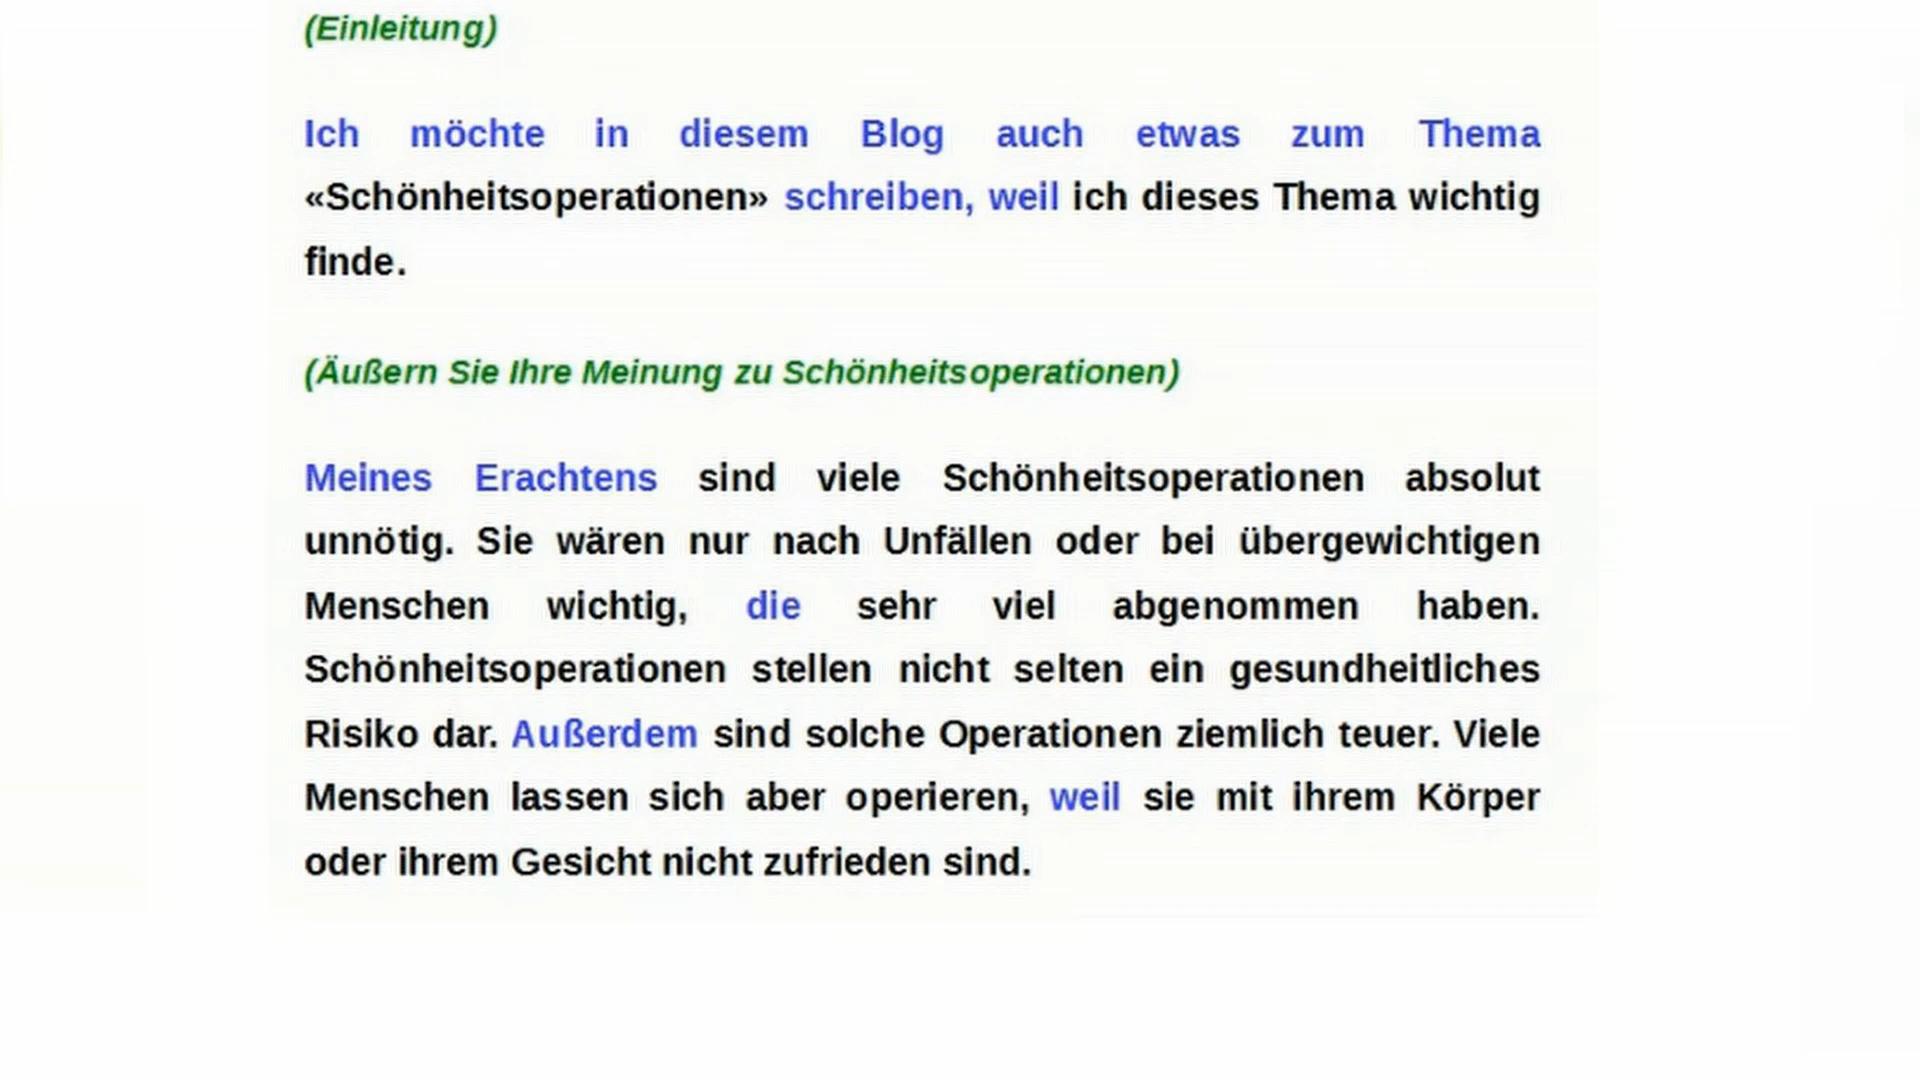 (Einleitung)
Ich möchte in diesem Blog auch etwas zum Thema
«Schönheitsoperationen» schreiben, weil ich dieses Thema wichtig
finde.
(Äußern Sie Ihre Meinung zu Schönheitsoperationen)
Meines Erachtens sind viele Schönheitsoperationen absolut
unnötig. Sie wären nur nach Unfällen oder bei übergewichtigen
Menschen wichtig, die sehr viel abgenommen haben.
Schönheitsoperationen stellen nicht selten ein gesundheitliches
Risiko dar. Außerdem sind solche Operationen ziemlich teuer. Viele
Menschen lassen sich aber operieren, weil sie mit ihrem Körper
oder ihrem Gesicht nicht zufrieden sind.